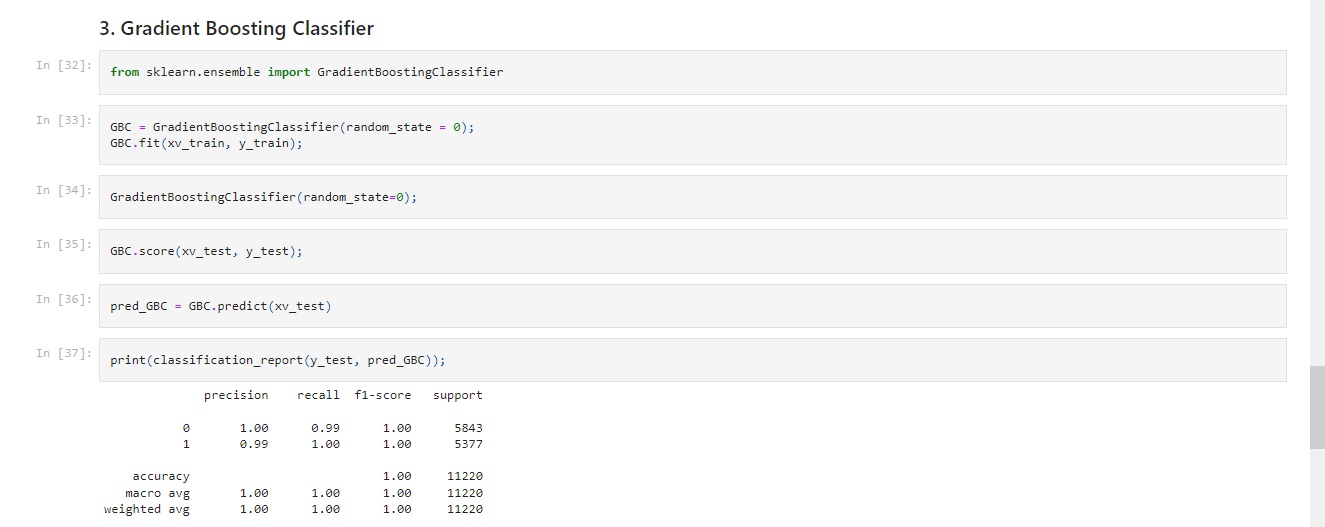 3. Gradient Boosting Classifier
In [32]: from sklearn.ensemble import GradientBoostingClassifier
In [33]: GBC = GradientBoostingClassifier(random_state = 0);
GBC.fit(xv_train, y_train);
In [34]: GradientBoostingClassifier(random_state=0);
In [35]: GBC.score(xv_test, y_test);
In [36]: pred_GBC = GBC.predict(xv_test)
In [37]: print(classification_report(y_test, pred_GBC));
precision recall f1-score support
0 1.00 0.99 1.00 5843
1 0.99 1.00 1.00 5377
accuracy 1.00 11220
macro avg 1.00 1.00 1.00 11220
weighted avg 1.00 1.00 1.00 11220